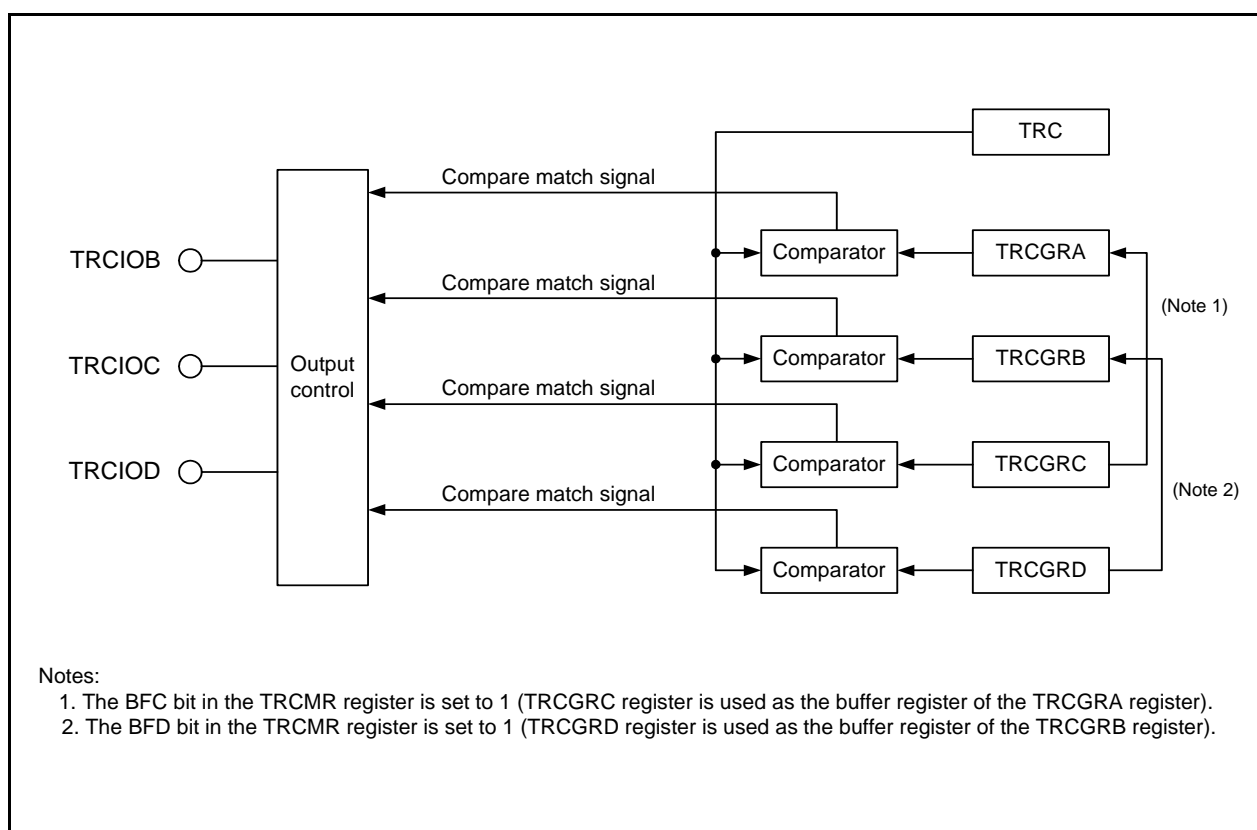 TRC
Compare match signal
TRCIOB
Comparator
TRCGRA
Compare match signal
(Note 1)
TRCIOC
Output
control
Comparator
TRCGRB
Compare match signal
TRCIOD
Comparator
TRCGRC
Compare match signal
(Note 2)
Comparator
TRCGRD
Notes:
1. The BFC bit in the TRCMR register is set to 1 (TRCGRC register is used as the buffer register of the TRCGRA register).
2. The BFD bit in the TRCMR register is set to 1 (TRCGRD register is used as the buffer register of the TRCGRB register).